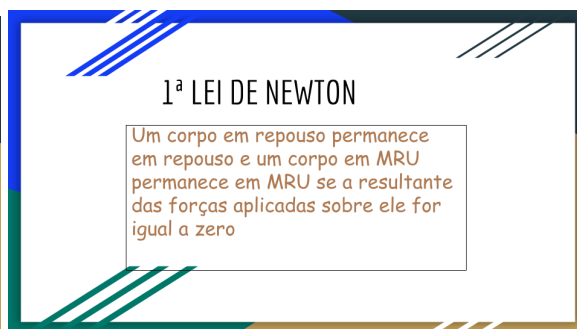 1ª LEI DE NEWTON
Um corpo em repouso permanece
em repouso e um corpo em MRU
permanece em MRU se a resultante
das forças aplicadas sobre ele for
igual a zero